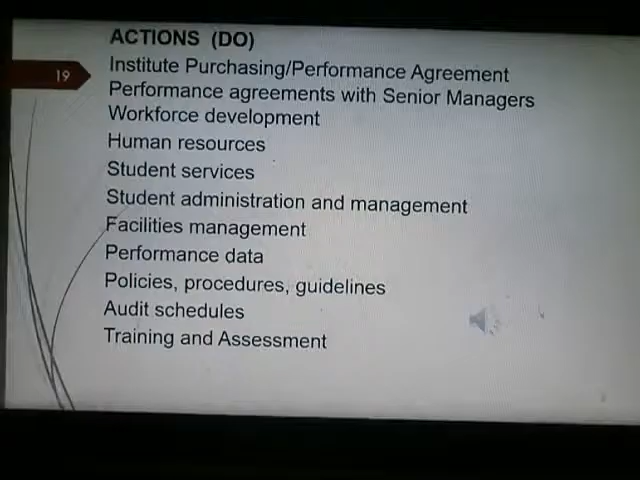 ACTIONS (DO)
19
Institute Purchasing/Performance Agreement
Performance agreements with Senior Managers
Workforce development
Human resources
Student services
Student administration and management
Facilities management
Performance data
Policies, procedures, guidelines
Audit schedules
Training and Assessment